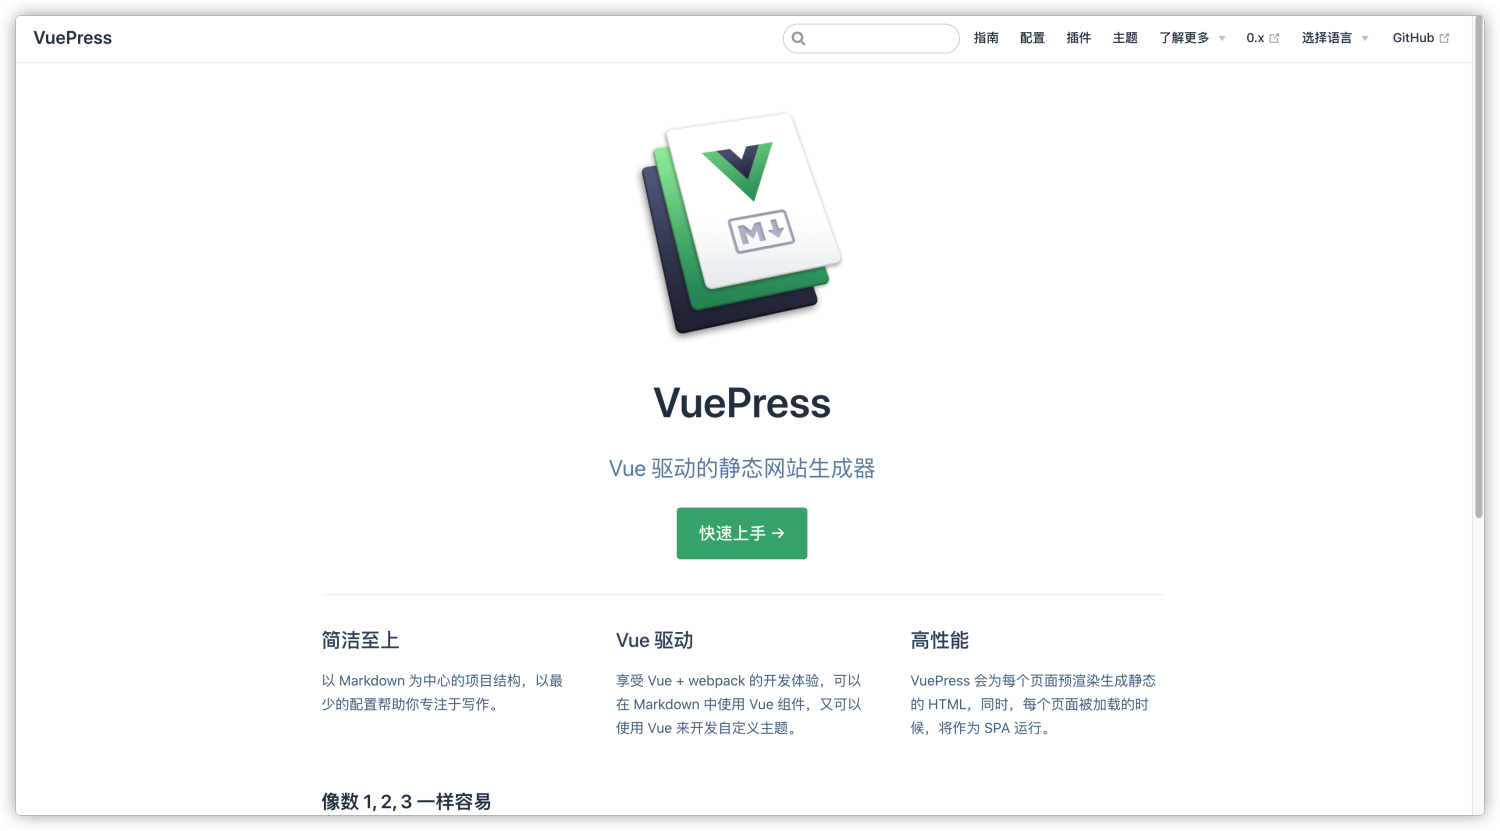 VuePress
指南 配置 插件 主题 了解更多 0.x 选择语言 GitHub
M
VuePress
Vue 驱动的静态网站生成器
快速上手 →
简洁至上
以 Markdown 为中心的项目结构，以最
少的配置帮助你专注于写作。
Vue 驱动
享受 Vue + webpack 的开发体验，可以
在 Markdown 中使用 Vue 组件，又可以
使用 Vue 来开发自定义主题。
高性能
VuePress 会为每个页面预渲染生成静态
的 HTML，同时，每个页面被加载的时
候，将作为 SPA 运行。
像数 1, 2, 3 一样容易